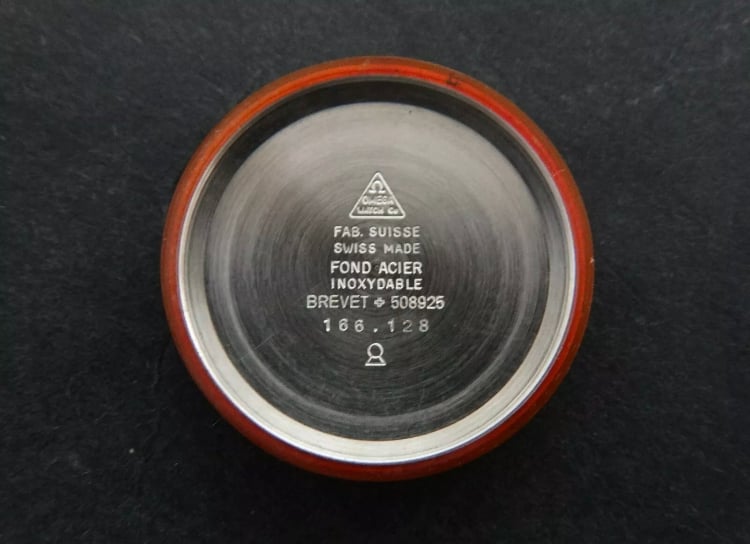 Ω
OMEGA
WATCH Co
FAB. SUISSE
SWISS MADE
FOND ACIER
INOXYDABLE
BREVET ✚ 508925
166.128